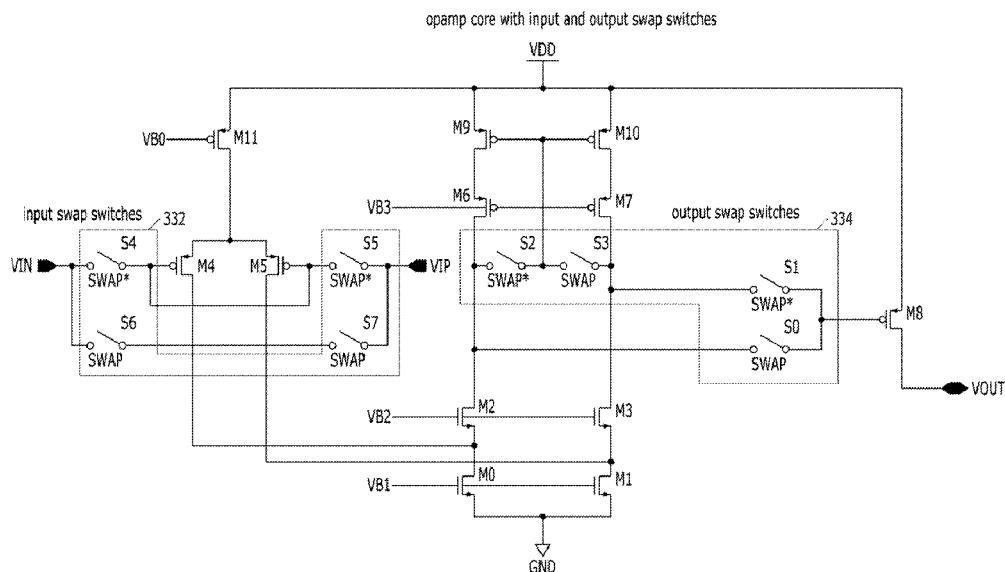 opamp core with input and output swap switches
VDD
M9
M10
VB0
M11
M6
M7
VB3
input swap switches
332
output swap switches
334
S4
S5
S2
S3
VIN
SWAP*
M4
M5
SWAP*
VIP
SWAP*
SWAP
S1
SWAP*
S6
S7
S0
M8
SWAP
SWAP
SWAP
VOUT
VB2
M2
M3
VB1
M0
M1
GND